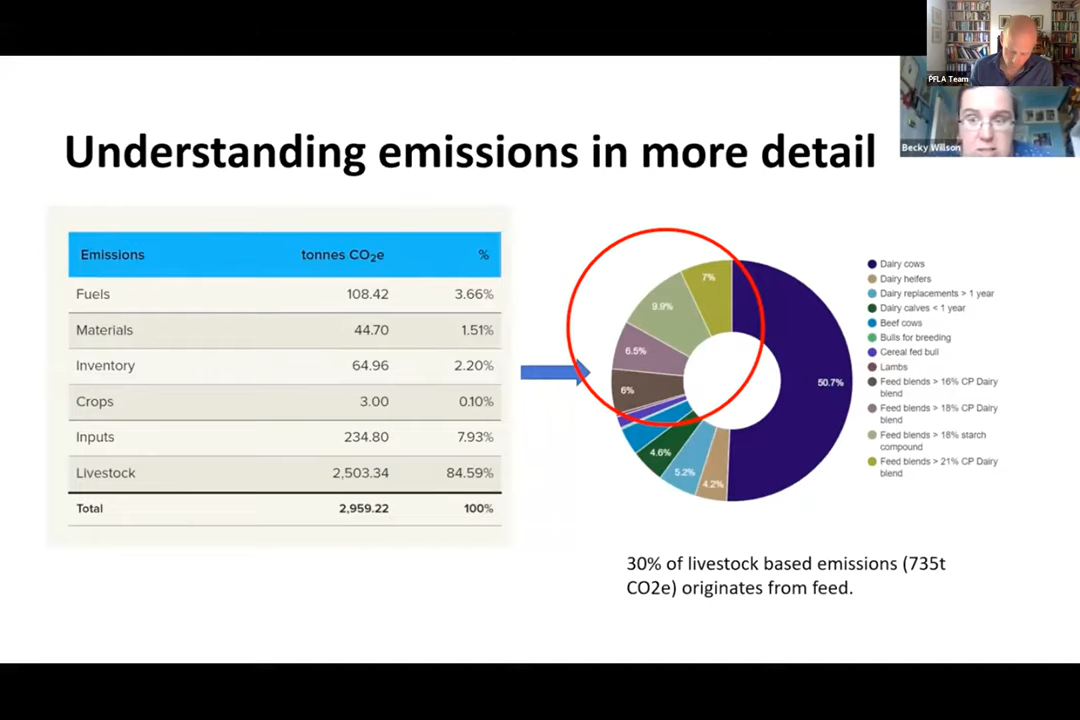 PFLA Team
Becky Willson
Understanding emissions in more detail
Emissions tonnes CO2e %
Fuels 108.42 3.66%
Materials 44.70 1.51%
Inventory 64.96 2.20%
Crops 3.00 0.10%
Inputs 234.80 7.93%
Livestock 2,503.34 84.59%
Total 2,959.22 100%
7%
9.9%
6.5%
6%
4.6%
5.2%
4.2%
50.7%
Dairy cows
Dairy heifers
Dairy replacements > 1 year
Dairy calves < 1 year
Beef cows
Bulls for breeding
Cereal fed bull
Lambs
Feed blends > 16% CP Dairy
blend
Feed blends > 18% CP Dairy
blend
Feed blends > 18% starch
compound
Feed blends > 21% CP Dairy
blend
30% of livestock based emissions (735t
CO2e) originates from feed.